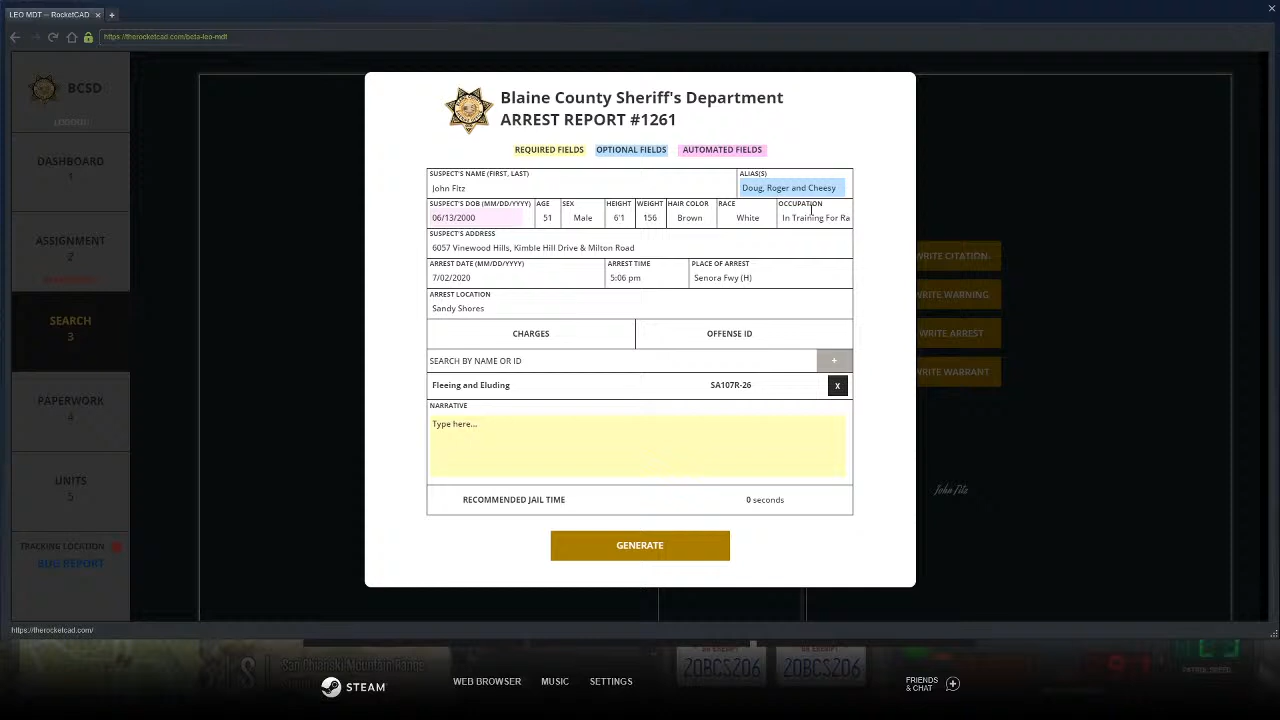 LEO MDT — RocketCAD x +
https://therocketcad.com/beta-leo-mdt
BCSD
LOGOUT
DASHBOARD
1
ASSIGNMENT
2
SEARCH
3
PAPERWORK
4
UNITS
5
TRACKING LOCATION
BUG REPORT
Blaine County Sheriff's Department
ARREST REPORT #1261
REQUIRED FIELDS OPTIONAL FIELDS AUTOMATED FIELDS
SUSPECT'S NAME (FIRST, LAST) ALIAS(S)
John Fitz Doug, Roger and Cheesy
SUSPECT'S DOB (MM/DD/YYYY) AGE SEX HEIGHT WEIGHT HAIR COLOR RACE OCCUPATION
06/13/2000 51 Male 6'1 156 Brown White In Training For Ra
SUSPECT'S ADDRESS
6057 Vinewood Hills, Kimble Hill Drive & Milton Road
ARREST DATE (MM/DD/YYYY) ARREST TIME PLACE OF ARREST
7/02/2020 5:06 pm Senora Fwy (H)
ARREST LOCATION
Sandy Shores
CHARGES OFFENSE ID
SEARCH BY NAME OR ID +
Fleeing and Eluding SA107R-26 X
NARRATIVE
Type here...
RECOMMENDED JAIL TIME 0 seconds
GENERATE
WRITE CITATION
WRITE WARNING
WRITE ARREST
WRITE WARRANT
John Fitz
https://therocketcad.com/
San Chianski Mountain Range
20BCS206 20BCS206
PATROL SPEED
STEAM WEB BROWSER MUSIC SETTINGS FRIENDS
& CHAT